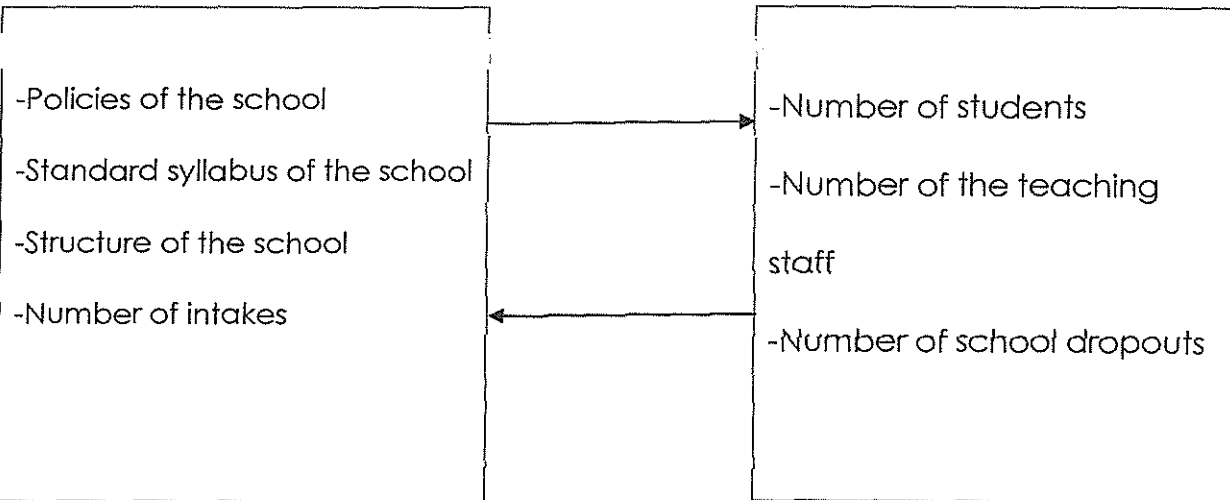 -Policies of the school
-Standard syllabus of the school
-Structure of the school
-Number of intakes
-Number of students
-Number of the teaching
staff
-Number of school dropouts